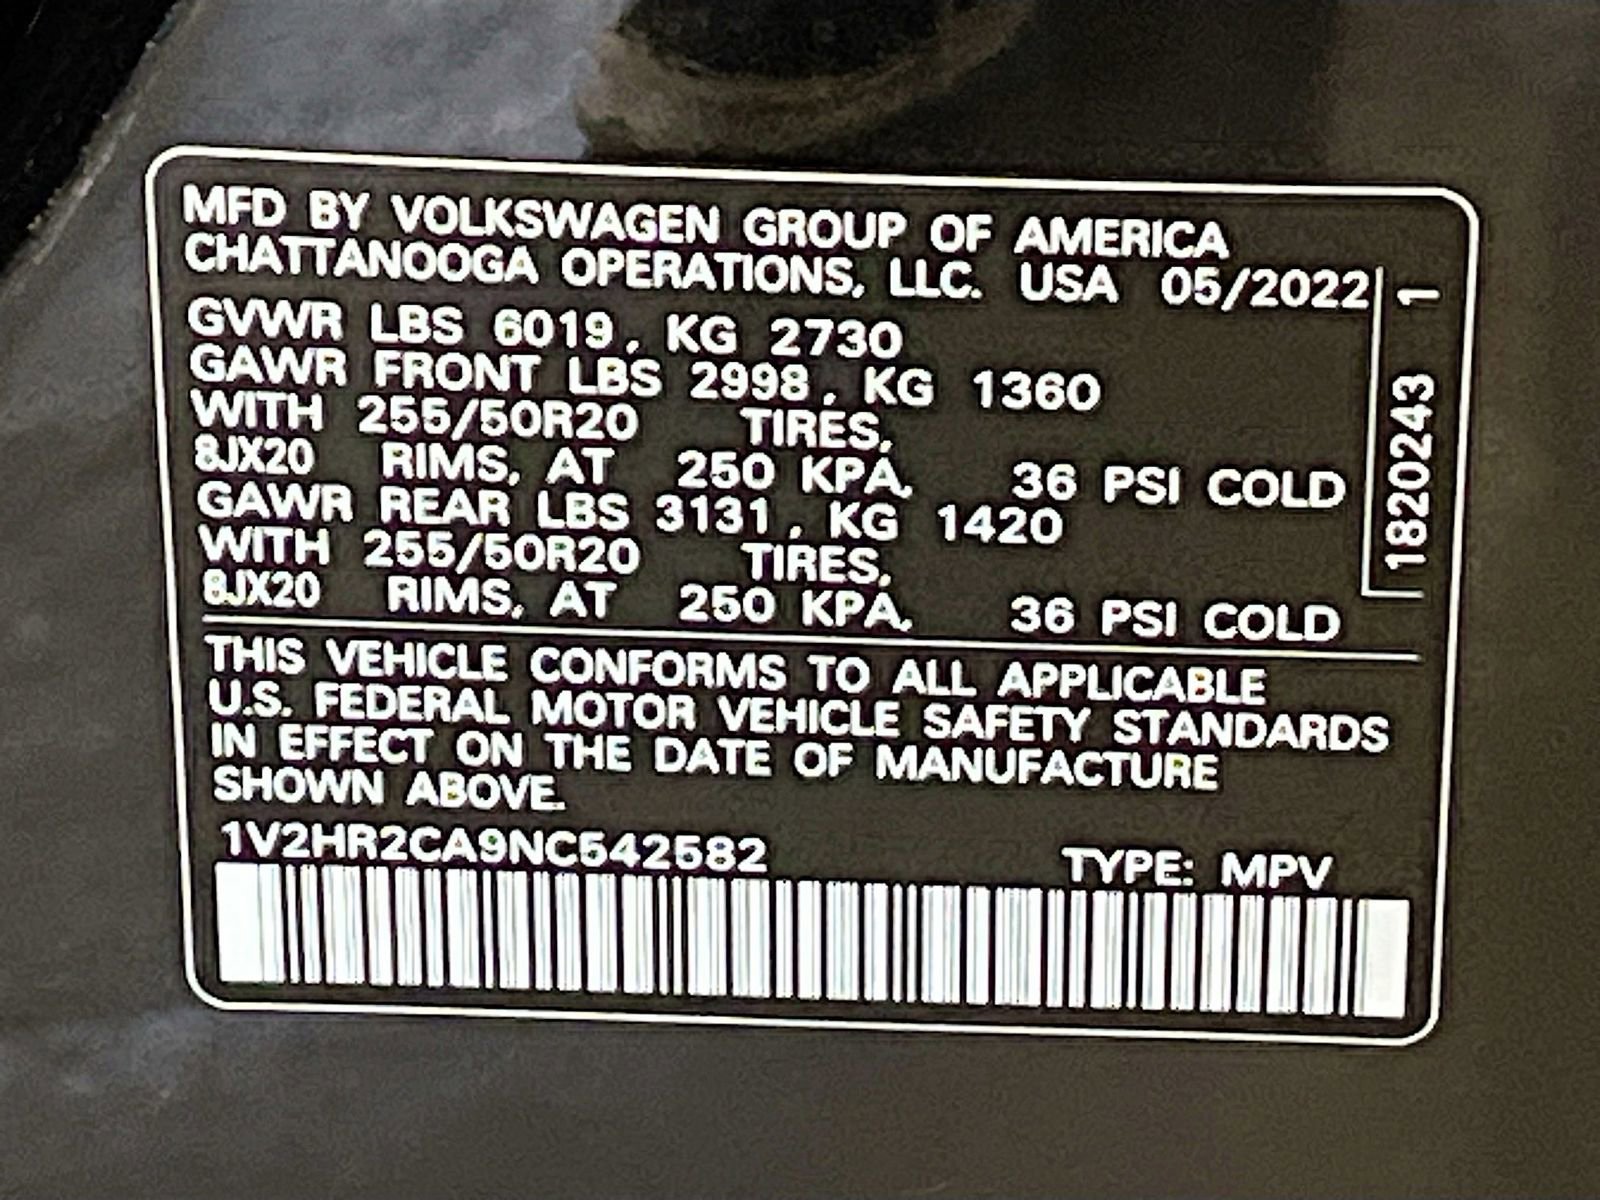 MFD BY VOLKSWAGEN GROUP OF AMERICA
CHATTANOOGA OPERATIONS, LLC. USA 05/2022
GVWR LBS 6019, KG 2730
GAWR FRONT LBS 2998, KG 1360
WITH 255/50R20 TIRES,
8JX20 RIMS, AT 250 KPA, 36 PSI COLD
GAWR REAR LBS 3131, KG 1420
WITH 255/50R20 TIRES,
8JX20 RIMS, AT 250 KPA, 36 PSI COLD
1820243 1
THIS VEHICLE CONFORMS TO ALL APPLICABLE
U.S. FEDERAL MOTOR VEHICLE SAFETY STANDARDS
IN EFFECT ON THE DATE OF MANUFACTURE
SHOWN ABOVE.
1V2HR2CA9NC542582 TYPE: MPV